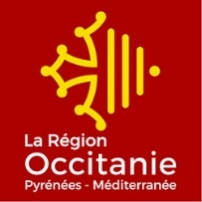 La Région
Occitanie
Pyrénées - Méditerranée